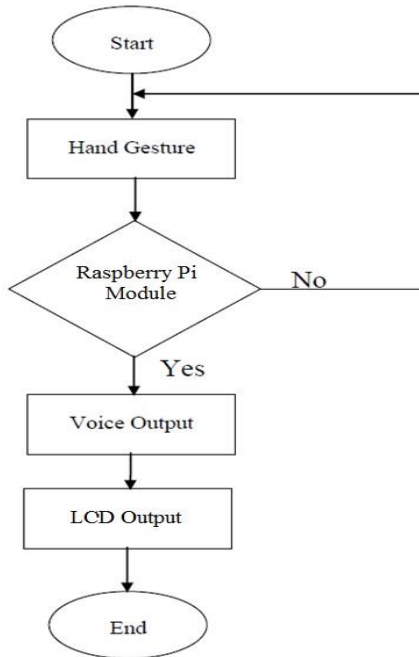 Start
Hand Gesture
Raspberry Pi
Module
No
Yes
Voice Output
LCD Output
End